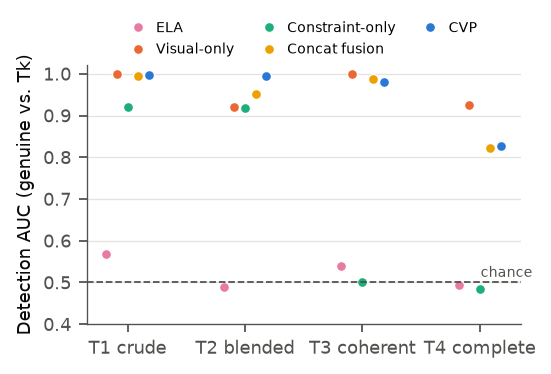 ELA
Constraint-only
CVP
Visual-only
Concat fusion
Detection AUC (genuine vs. Tk)
1.0
0.9
0.8
0.7
0.6
0.5
0.4
chance
T1 crude
T2 blended
T3 coherent
T4 complete